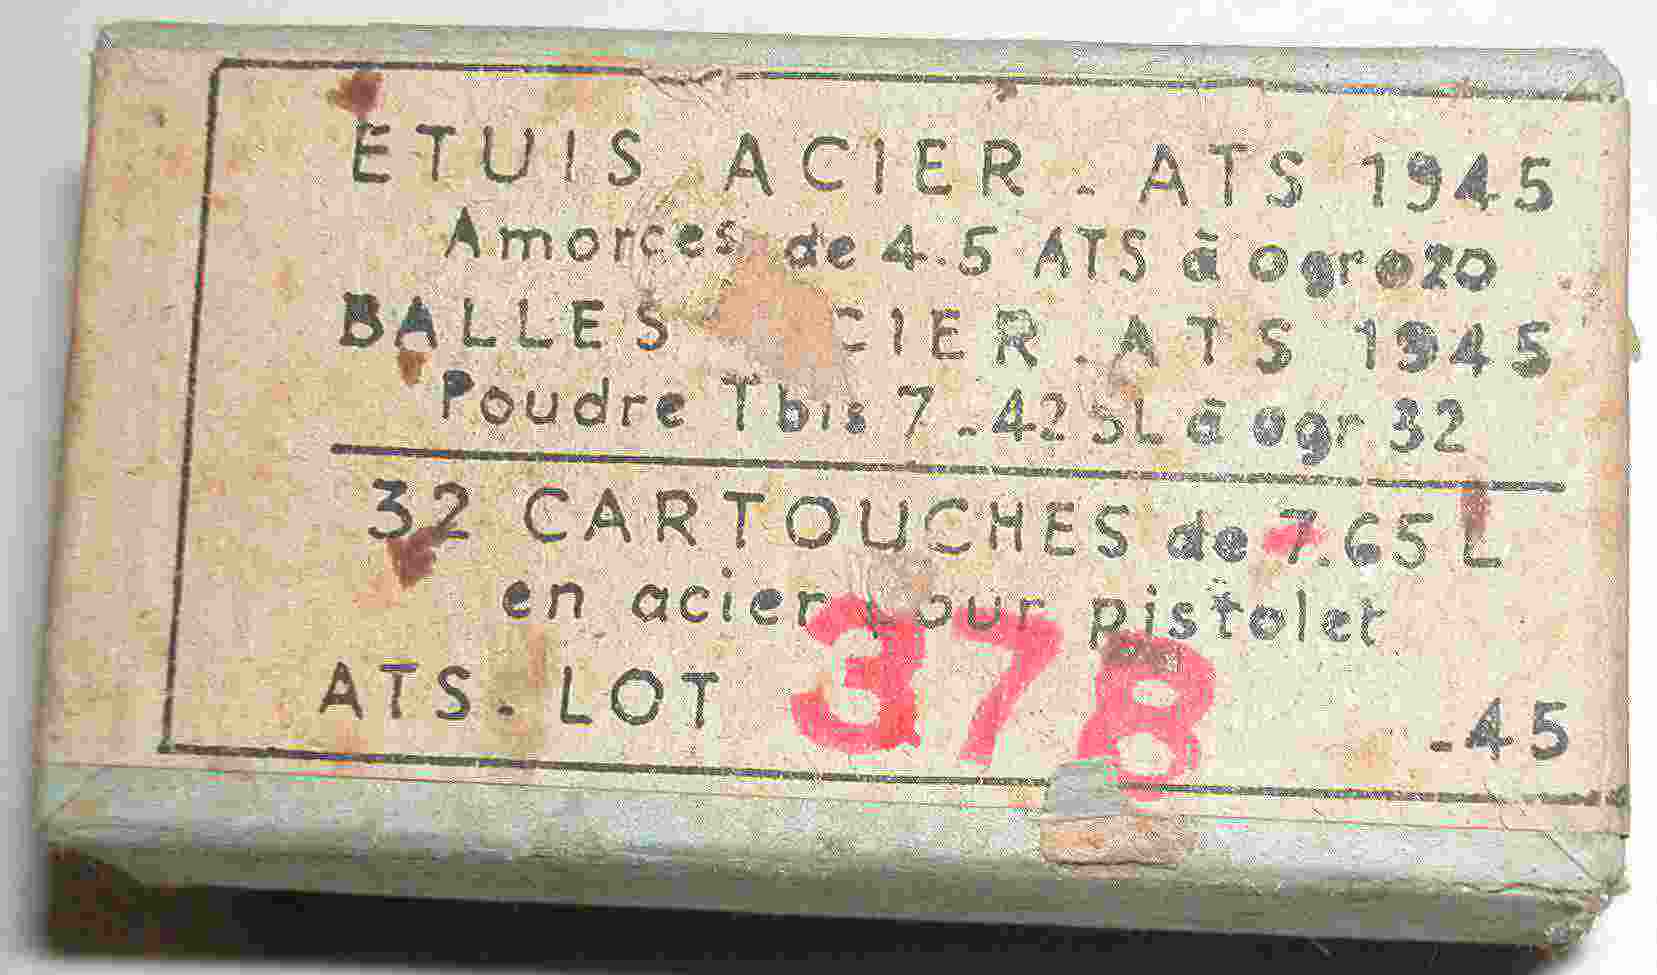 ETUIS ACIER - ATS 1945
Amorces de 4.5 ATS à ogr020
BALLES ACIER - ATS 1945
Poudre Tbis 7 - 42 SL à ogr 32
32 CARTOUCHES de 7.65 L
en acier pour pistolet
ATS. LOT 378 -45